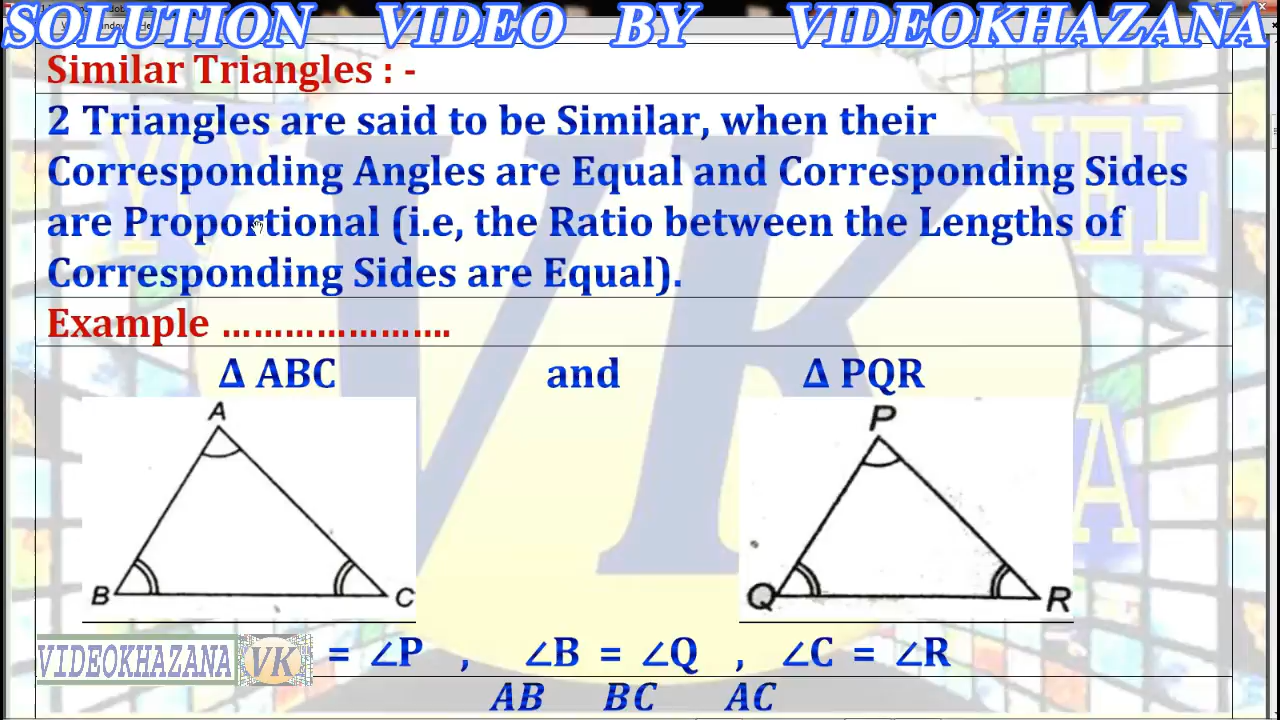 SOLUTION VIDEO BY VIDEOKHAZANA
Similar Triangles : -
2 Triangles are said to be Similar, when their
Corresponding Angles are Equal and Corresponding Sides
are Proportional (i.e, the Ratio between the Lengths of
Corresponding Sides are Equal).
Example ………………….
Δ ABC and Δ PQR
A
P
B
C
Q
R
VIDEOKHAZANA VK = ∠P , ∠B = ∠Q , ∠C = ∠R
AB BC AC